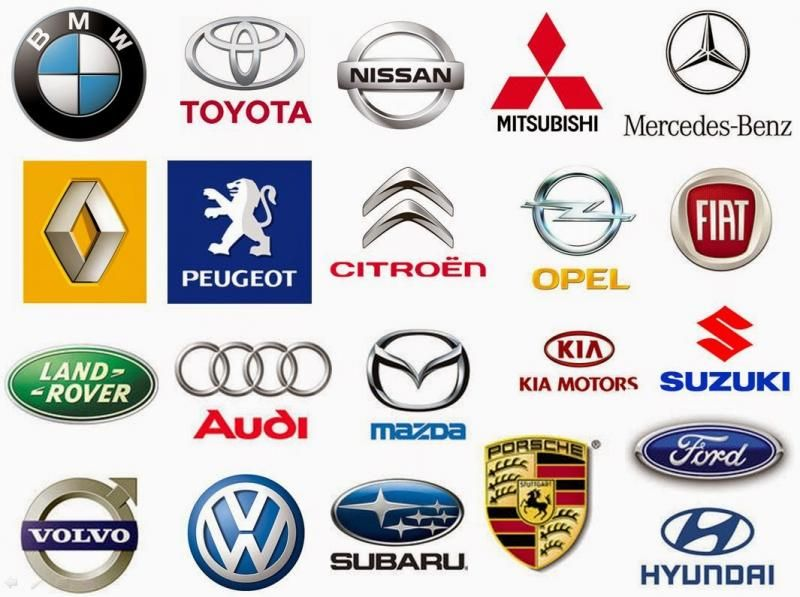 BMW
TOYOTA
NISSAN
MITSUBISHI
Mercedes-Benz
PEUGEOT
CITROËN
OPEL
FIAT
LAND-
-ROVER
Audi
mazda
KIA
KIA MOTORS
SUZUKI
VOLVO
VW
SUBARU
PORSCHE ®
STUTTGART
Ford
HYUNDAI